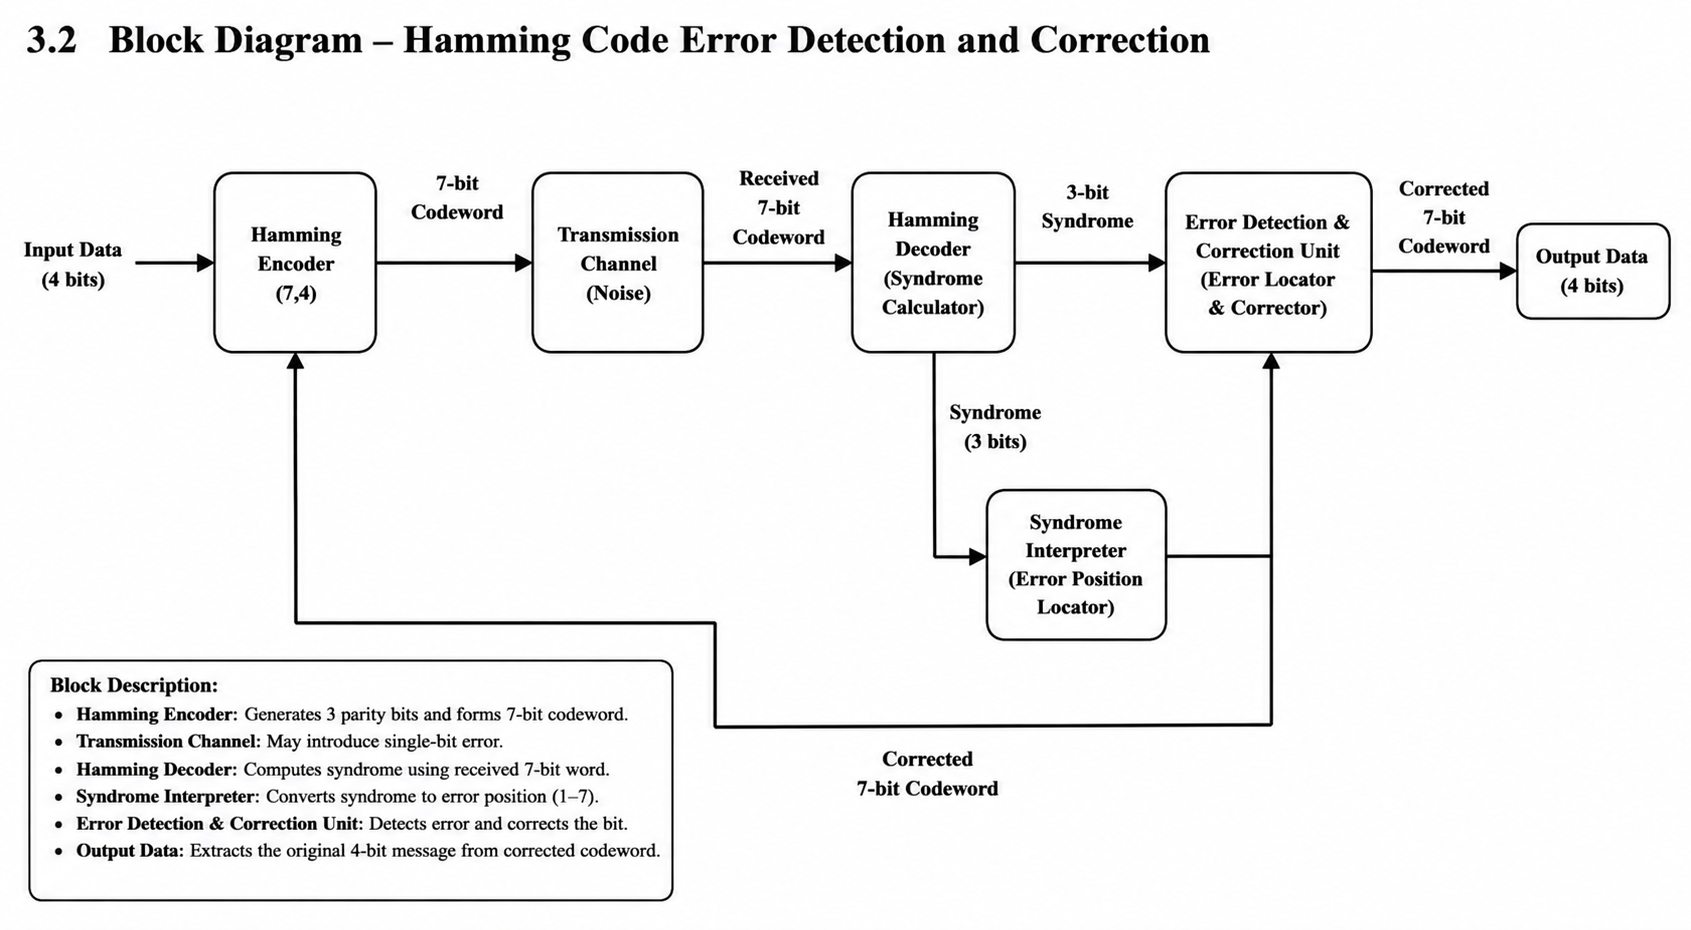 3.2 Block Diagram – Hamming Code Error Detection and Correction
Input Data
(4 bits)
Hamming
Encoder
(7,4)
7-bit
Codeword
Transmission
Channel
(Noise)
Received
7-bit
Codeword
Hamming
Decoder
(Syndrome
Calculator)
3-bit
Syndrome
Error Detection &
Correction Unit
(Error Locator
& Corrector)
Corrected
7-bit
Codeword
Output Data
(4 bits)
Syndrome
(3 bits)
Syndrome
Interpreter
(Error Position
Locator)
Corrected
7-bit Codeword
Block Description:
• Hamming Encoder: Generates 3 parity bits and forms 7-bit codeword.
• Transmission Channel: May introduce single-bit error.
• Hamming Decoder: Computes syndrome using received 7-bit word.
• Syndrome Interpreter: Converts syndrome to error position (1–7).
• Error Detection & Correction Unit: Detects error and corrects the bit.
• Output Data: Extracts the original 4-bit message from corrected codeword.